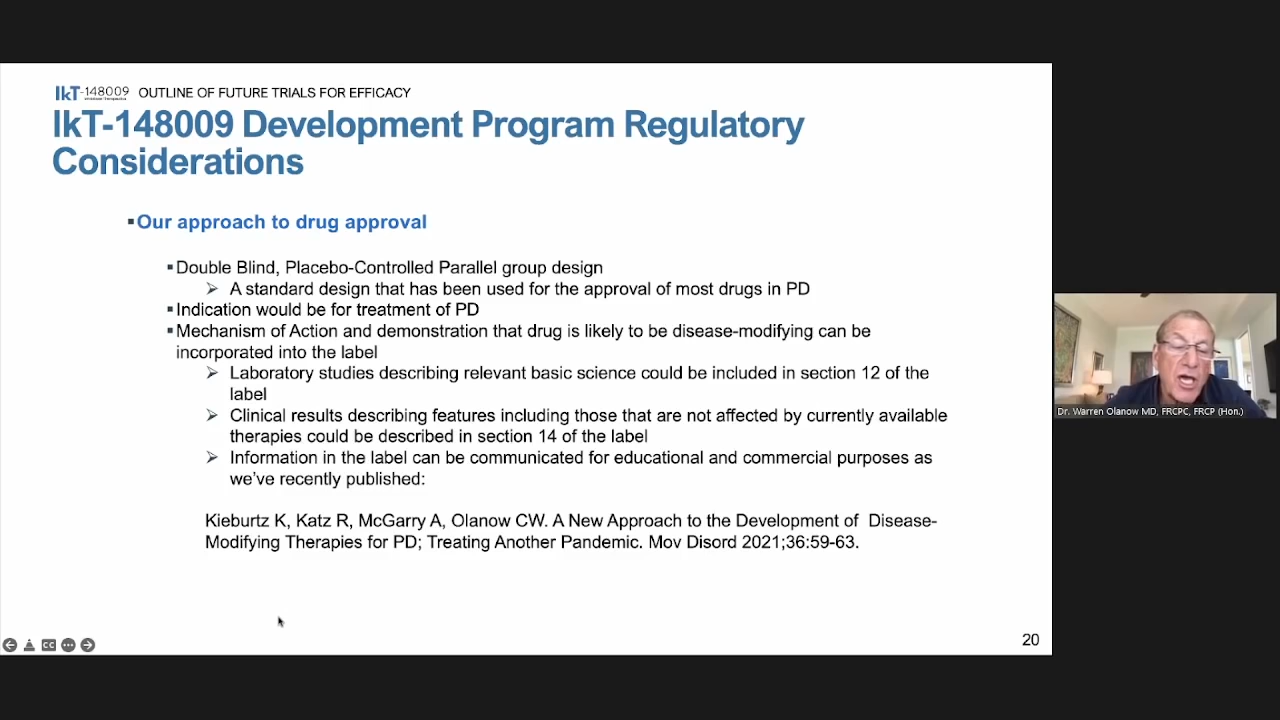 IkT-148009 OUTLINE OF FUTURE TRIALS FOR EFFICACY
IkT-148009 Development Program Regulatory
Considerations
Our approach to drug approval
Double Blind, Placebo-Controlled Parallel group design
A standard design that has been used for the approval of most drugs in PD
Indication would be for treatment of PD
Mechanism of Action and demonstration that drug is likely to be disease-modifying can be
incorporated into the label
Laboratory studies describing relevant basic science could be included in section 12 of the
label
Clinical results describing features including those that are not affected by currently available
therapies could be described in section 14 of the label
Information in the label can be communicated for educational and commercial purposes as
we've recently published:
Kieburtz K, Katz R, McGarry A, Olanow CW. A New Approach to the Development of Disease-
Modifying Therapies for PD; Treating Another Pandemic. Mov Disord 2021;36:59-63.
CC
20
Dr. Warren Olanow MD, FRCPC, FRCP (Hon.)